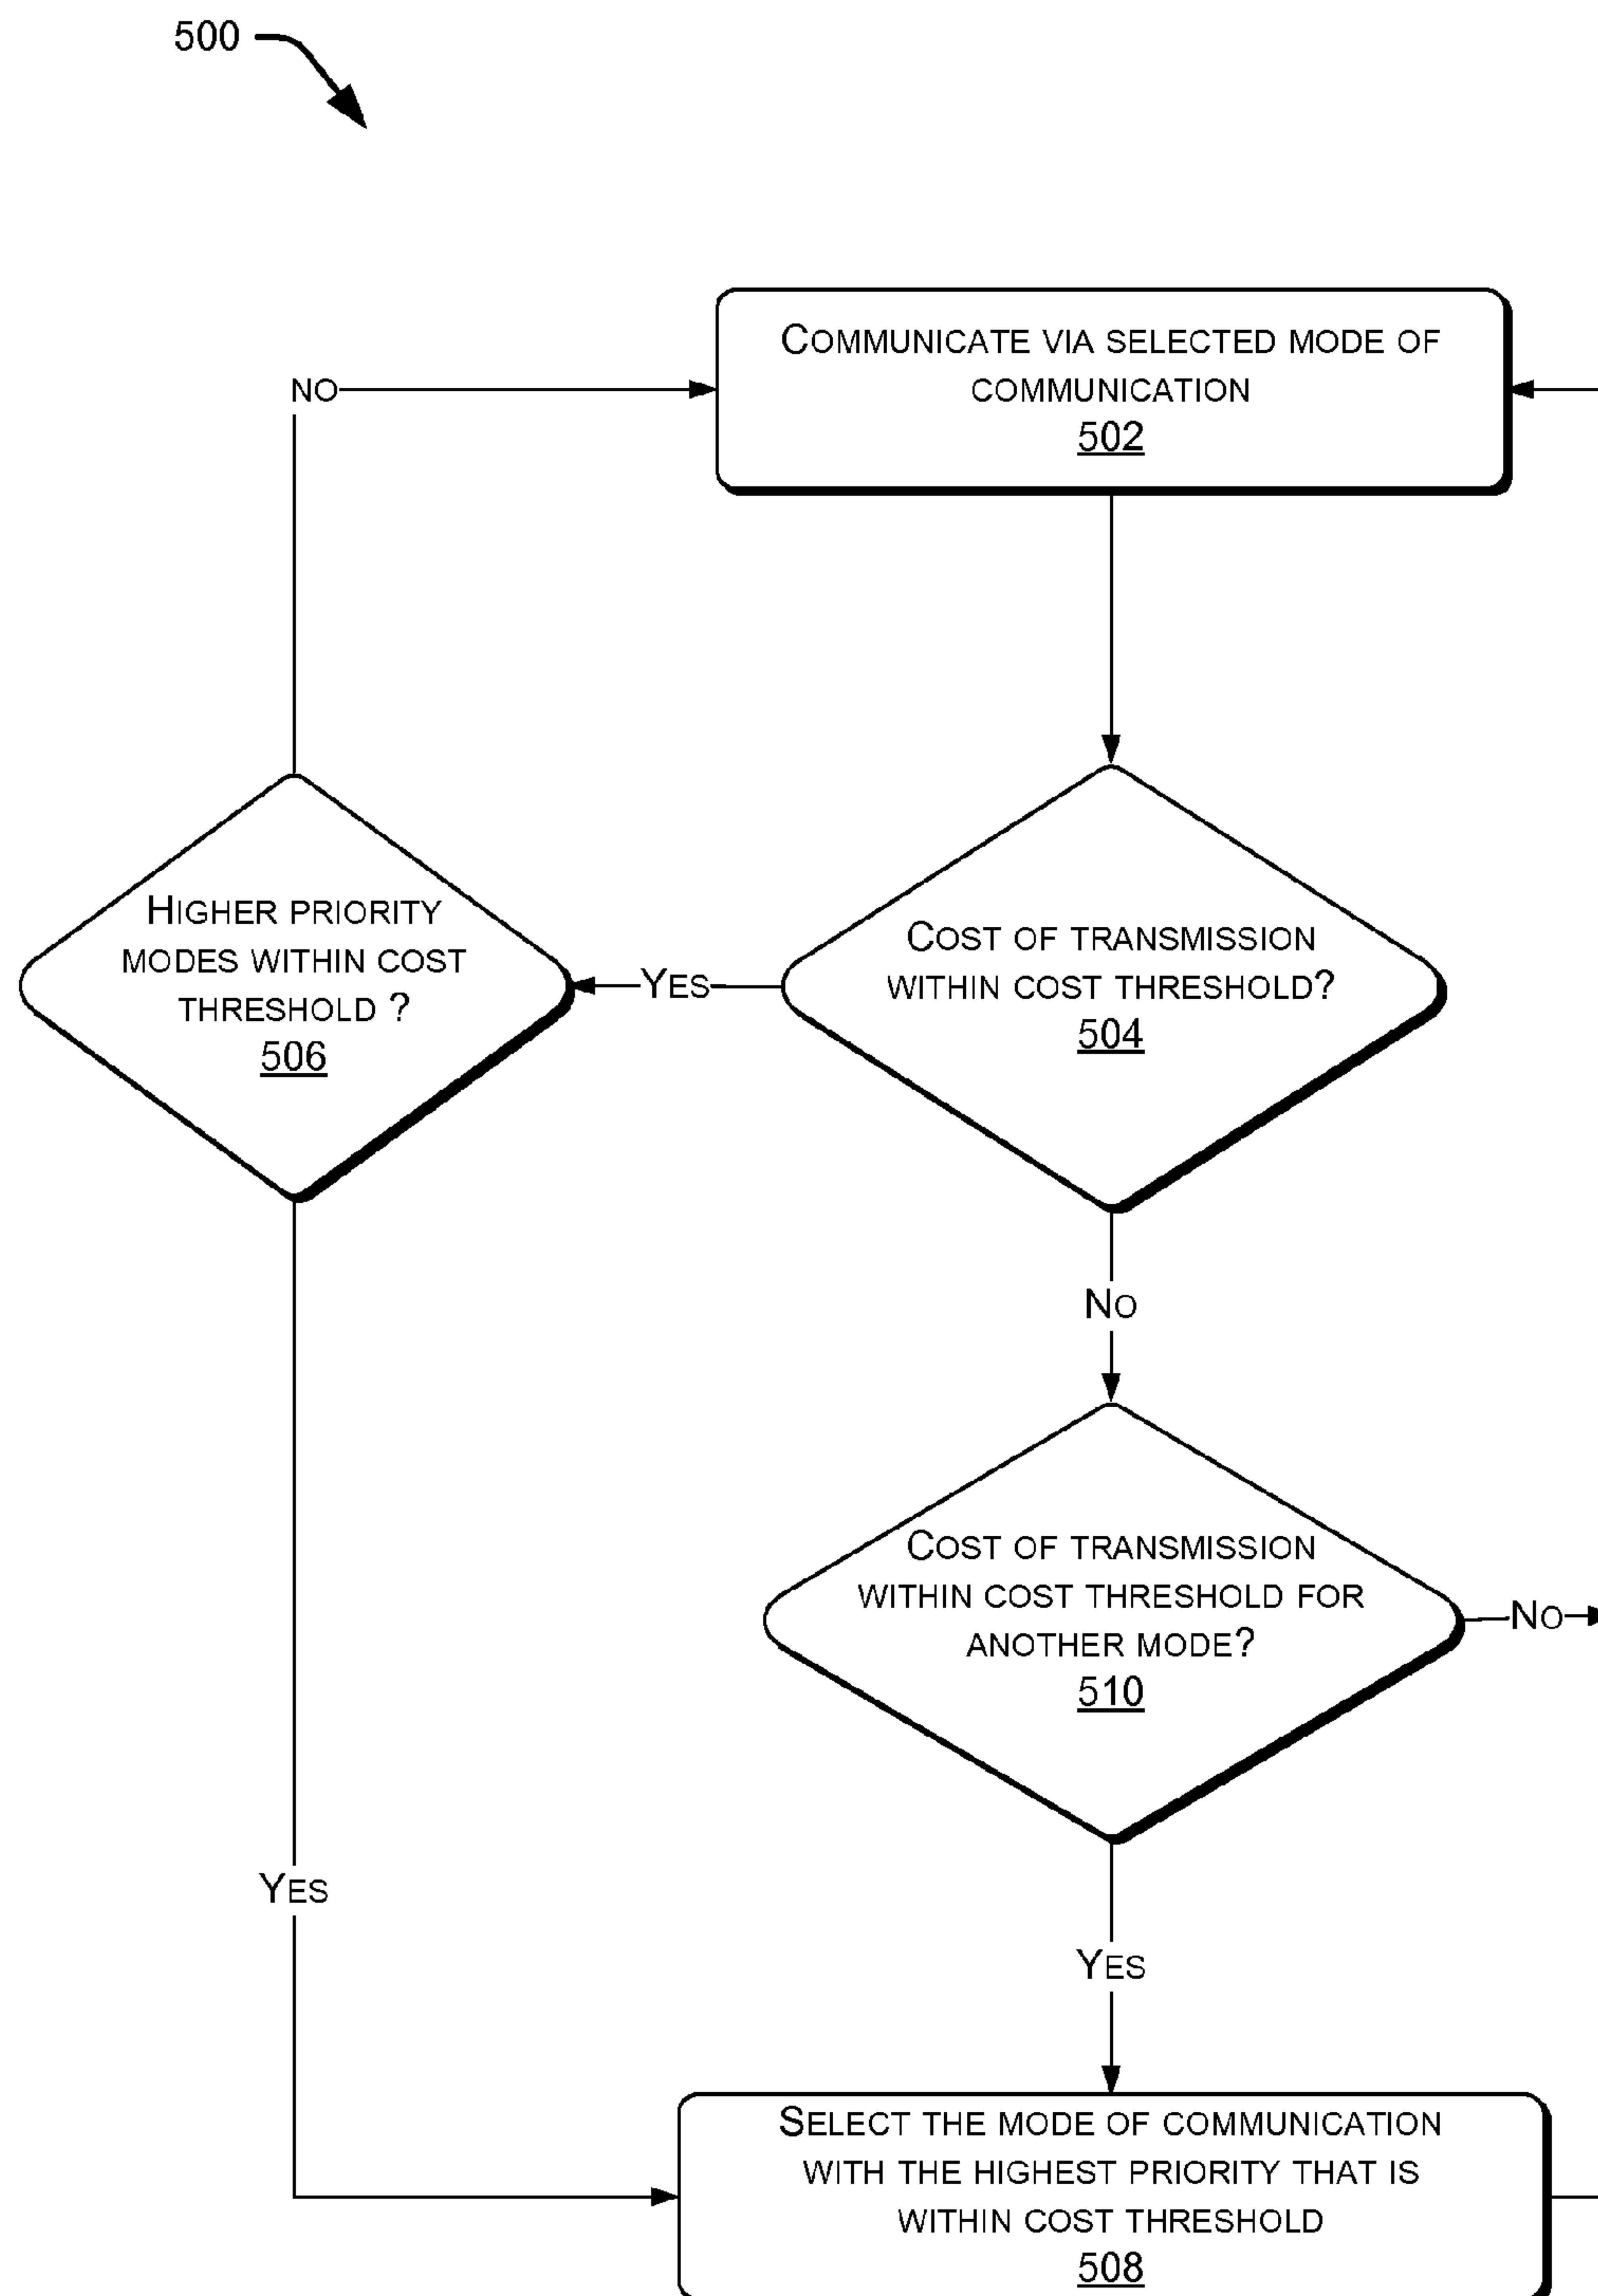 500
COMMUNICATE VIA SELECTED MODE OF
COMMUNICATION
502
NO
HIGHER PRIORITY
MODES WITHIN COST
THRESHOLD ?
506
YES
COST OF TRANSMISSION
WITHIN COST THRESHOLD?
504
NO
COST OF TRANSMISSION
WITHIN COST THRESHOLD FOR
ANOTHER MODE?
510
NO
YES
YES
SELECT THE MODE OF COMMUNICATION
WITH THE HIGHEST PRIORITY THAT IS
WITHIN COST THRESHOLD
508